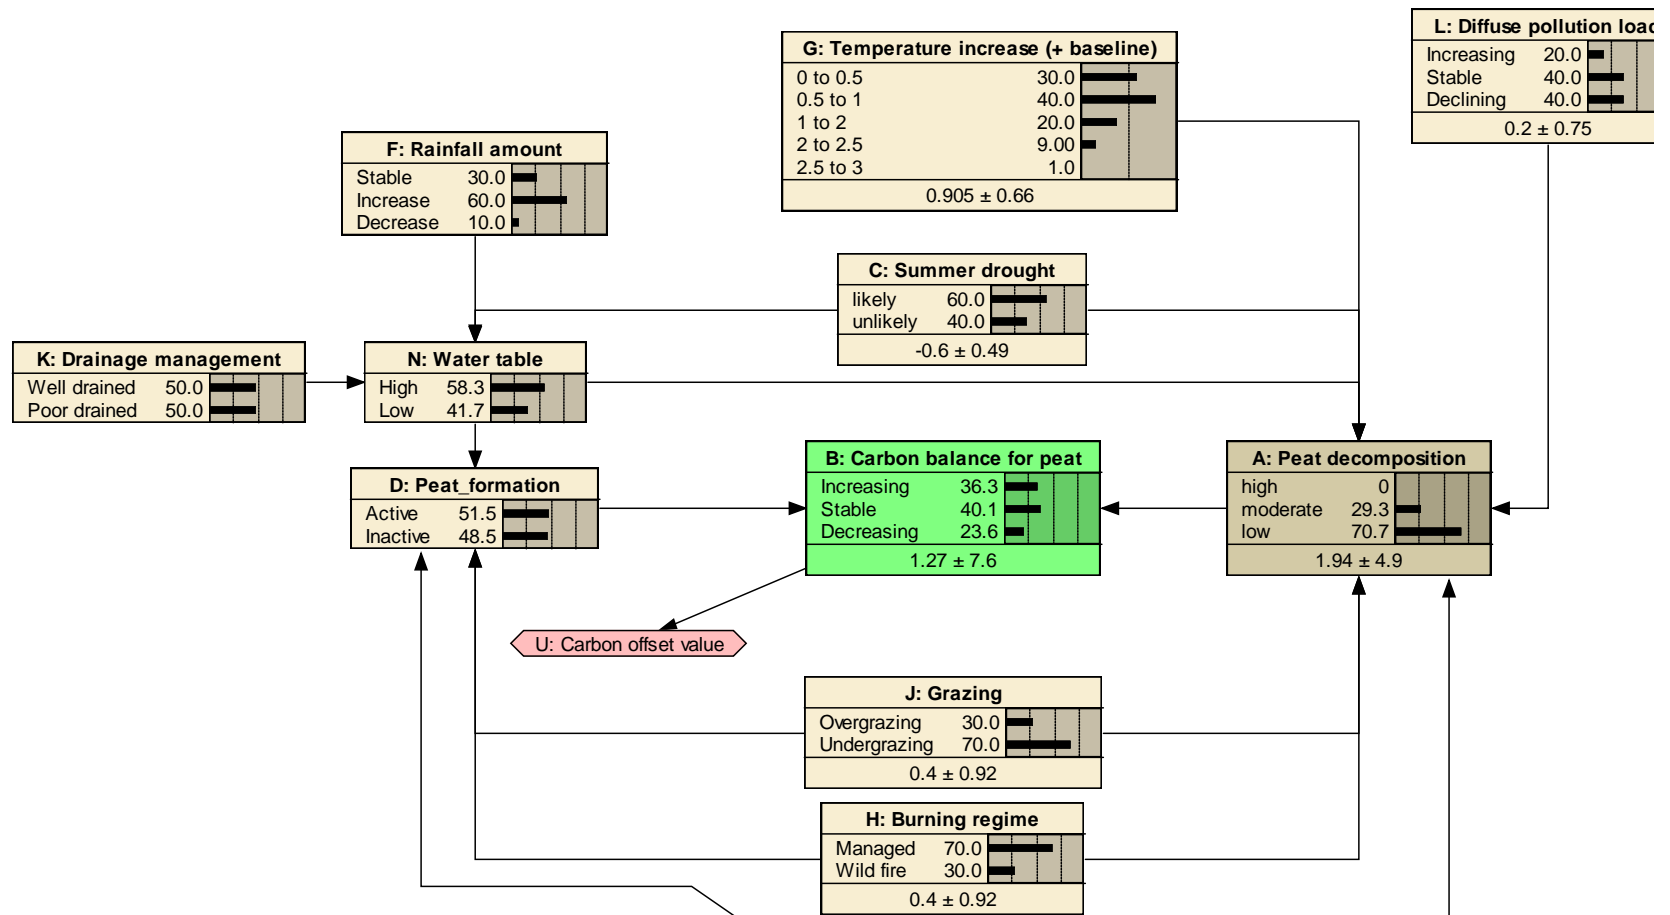 L: Diffuse pollution load
Increasing 20.0
Stable 40.0
Declining 40.0
0.2 ± 0.75
G: Temperature increase (+ baseline)
0 to 0.5 30.0
0.5 to 1 40.0
1 to 2 20.0
2 to 2.5 9.00
2.5 to 3 1.0
0.905 ± 0.66
F: Rainfall amount
Stable 30.0
Increase 60.0
Decrease 10.0
C: Summer drought
likely 60.0
unlikely 40.0
-0.6 ± 0.49
K: Drainage management
Well drained 50.0
Poor drained 50.0
N: Water table
High 58.3
Low 41.7
D: Peat_formation
Active 51.5
Inactive 48.5
B: Carbon balance for peat
Increasing 36.3
Stable 40.1
Decreasing 23.6
1.27 ± 7.6
A: Peat decomposition
high 0
moderate 29.3
low 70.7
1.94 ± 4.9
U: Carbon offset value
J: Grazing
Overgrazing 30.0
Undergrazing 70.0
0.4 ± 0.92
H: Burning regime
Managed 70.0
Wild fire 30.0
0.4 ± 0.92